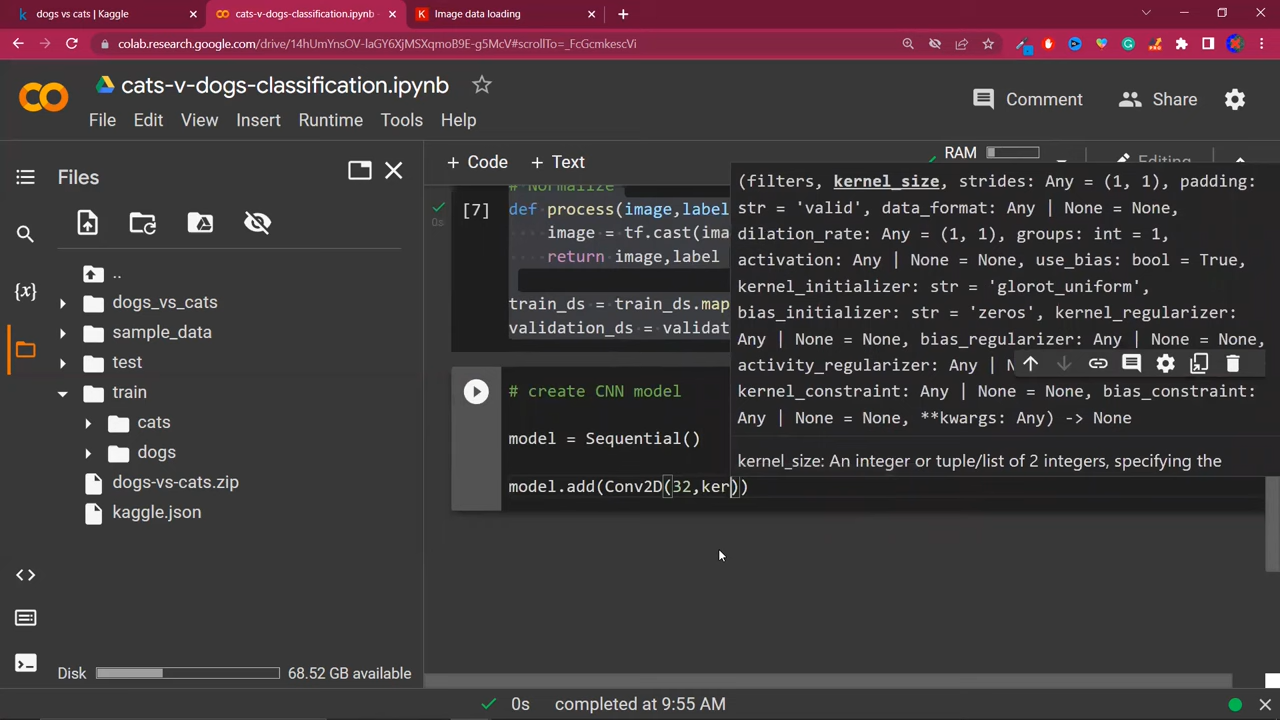 dogs vs cats | Kaggle
cats-v-dogs-classification.ipynb
Image data loading
colab.research.google.com/drive/14hUmYnsOV-laGY6XjMSXqmoB9E-g5McV#scrollTo=_FcGcmkescVi
cats-v-dogs-classification.ipynb
Comment
Share
File Edit View Insert Runtime Tools Help
Files
+ Code + Text
RAM
Editing
..
dogs_vs_cats
sample_data
test
train
cats
dogs
dogs-vs-cats.zip
kaggle.json
Disk
68.52 GB available
# Normalize
[7]
0s
def process(image,label
image = tf.cast(ima
return image,label
train_ds = train_ds.map
validation_ds = validat
(filters, kernel_size, strides: Any = (1, 1), padding:
str = 'valid', data_format: Any | None = None,
dilation_rate: Any = (1, 1), groups: int = 1,
activation: Any | None = None, use_bias: bool = True,
kernel_initializer: str = 'glorot_uniform',
bias_initializer: str = 'zeros', kernel_regularizer:
Any | None = None, bias_regularizer: Any | None = None,
activity_regularizer: Any | N
kernel_constraint: Any | None = None, bias_constraint:
Any | None = None, **kwargs: Any) -> None
kernel_size: An integer or tuple/list of 2 integers, specifying the
# create CNN model
model = Sequential()
model.add(Conv2D(32,ker))
0s completed at 9:55 AM